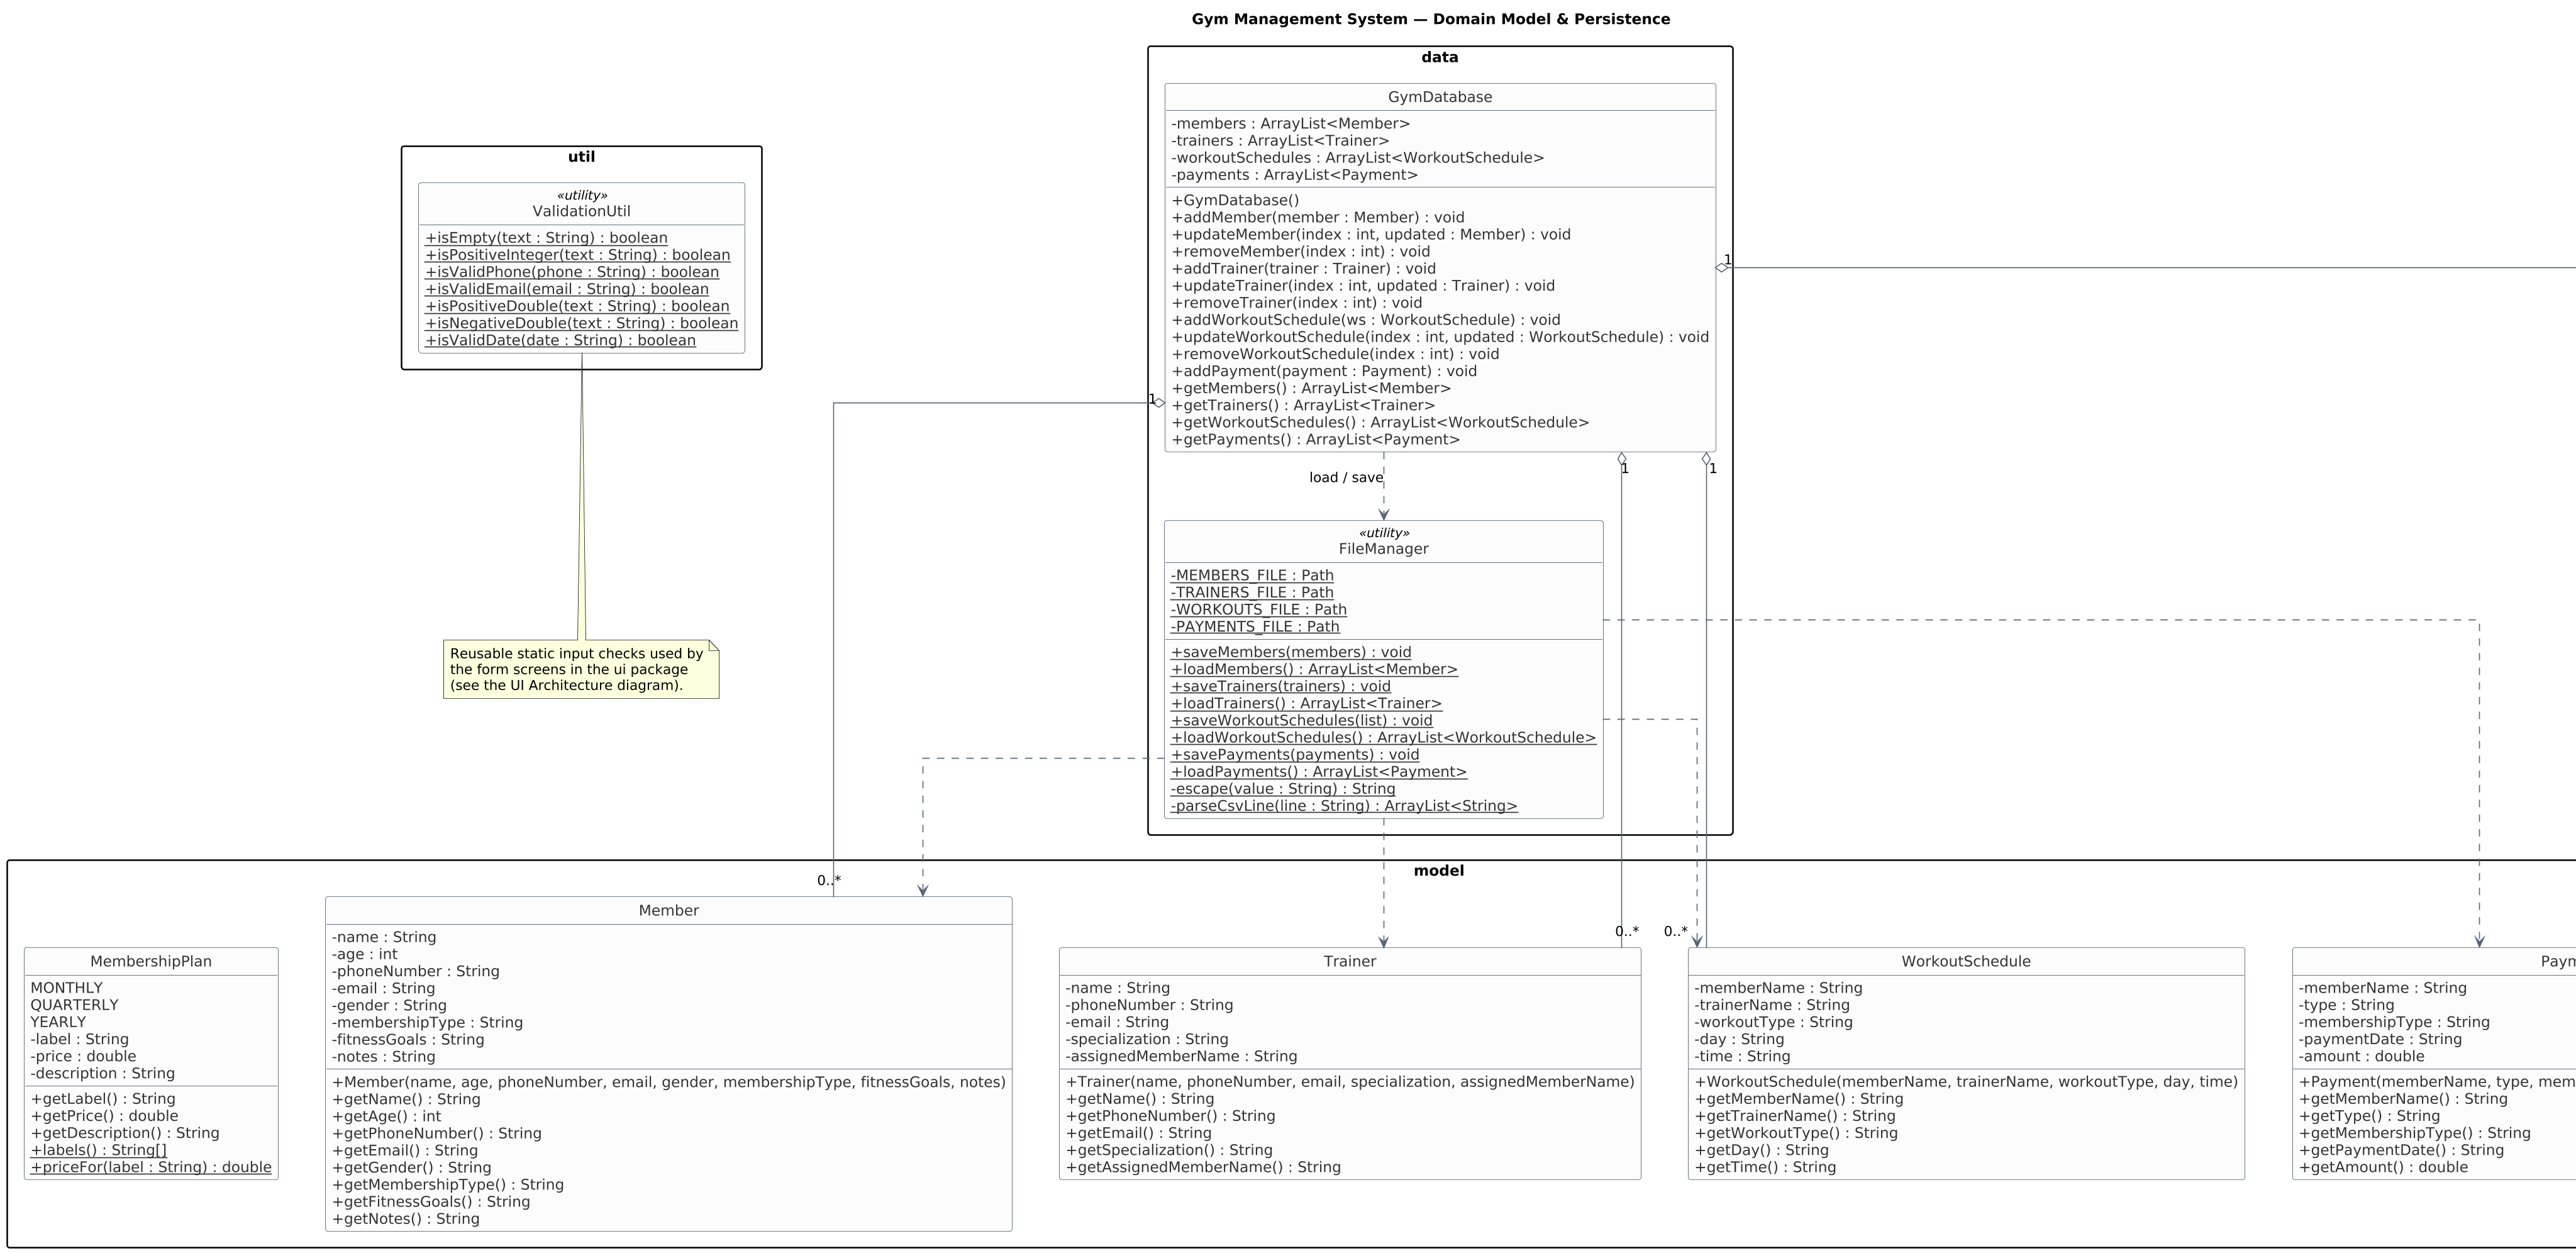 Gym Management System — Domain Model & Persistence
data
GymDatabase
-members : ArrayList<Member>
-trainers : ArrayList<Trainer>
-workoutSchedules : ArrayList<WorkoutSchedule>
-payments : ArrayList<Payment>
+GymDatabase()
+addMember(member : Member) : void
+updateMember(index : int, updated : Member) : void
+removeMember(index : int) : void
+addTrainer(trainer : Trainer) : void
+updateTrainer(index : int, updated : Trainer) : void
+removeTrainer(index : int) : void
+addWorkoutSchedule(ws : WorkoutSchedule) : void
+updateWorkoutSchedule(index : int, updated : WorkoutSchedule) : void
+removeWorkoutSchedule(index : int) : void
+addPayment(payment : Payment) : void
+getMembers() : ArrayList<Member>
+getTrainers() : ArrayList<Trainer>
+getWorkoutSchedules() : ArrayList<WorkoutSchedule>
+getPayments() : ArrayList<Payment>
1
1
1
1
load / save
util
«utility»
ValidationUtil
+isEmpty(text : String) : boolean
+isPositiveInteger(text : String) : boolean
+isValidPhone(phone : String) : boolean
+isValidEmail(email : String) : boolean
+isPositiveDouble(text : String) : boolean
+isNegativeDouble(text : String) : boolean
+isValidDate(date : String) : boolean
Reusable static input checks used by
the form screens in the ui package
(see the UI Architecture diagram).
«utility»
FileManager
-MEMBERS_FILE : Path
-TRAINERS_FILE : Path
-WORKOUTS_FILE : Path
-PAYMENTS_FILE : Path
+saveMembers(members) : void
+loadMembers() : ArrayList<Member>
+saveTrainers(trainers) : void
+loadTrainers() : ArrayList<Trainer>
+saveWorkoutSchedules(list) : void
+loadWorkoutSchedules() : ArrayList<WorkoutSchedule>
+savePayments(payments) : void
+loadPayments() : ArrayList<Payment>
-escape(value : String) : String
-parseCsvLine(line : String) : ArrayList<String>
model
0..*
0..*
0..*
MembershipPlan
MONTHLY
QUARTERLY
YEARLY
-label : String
-price : double
-description : String
+getLabel() : String
+getPrice() : double
+getDescription() : String
+labels() : String[]
+priceFor(label : String) : double
Member
-name : String
-age : int
-phoneNumber : String
-email : String
-gender : String
-membershipType : String
-fitnessGoals : String
-notes : String
+Member(name, age, phoneNumber, email, gender, membershipType, fitnessGoals, notes)
+getName() : String
+getAge() : int
+getPhoneNumber() : String
+getEmail() : String
+getGender() : String
+getMembershipType() : String
+getFitnessGoals() : String
+getNotes() : String
Trainer
-name : String
-phoneNumber : String
-email : String
-specialization : String
-assignedMemberName : String
+Trainer(name, phoneNumber, email, specialization, assignedMemberName)
+getName() : String
+getPhoneNumber() : String
+getEmail() : String
+getSpecialization() : String
+getAssignedMemberName() : String
WorkoutSchedule
-memberName : String
-trainerName : String
-workoutType : String
-day : String
-time : String
+WorkoutSchedule(memberName, trainerName, workoutType, day, time)
+getMemberName() : String
+getTrainerName() : String
+getWorkoutType() : String
+getDay() : String
+getTime() : String
-memberName : String
-type : String
-membershipType : String
-paymentDate : String
-amount : double
+Payment(memberName, type,
+getMemberName() : String
+getType() : String
+getMembershipType() : String
+getPaymentDate() : String
+getAmount() : double